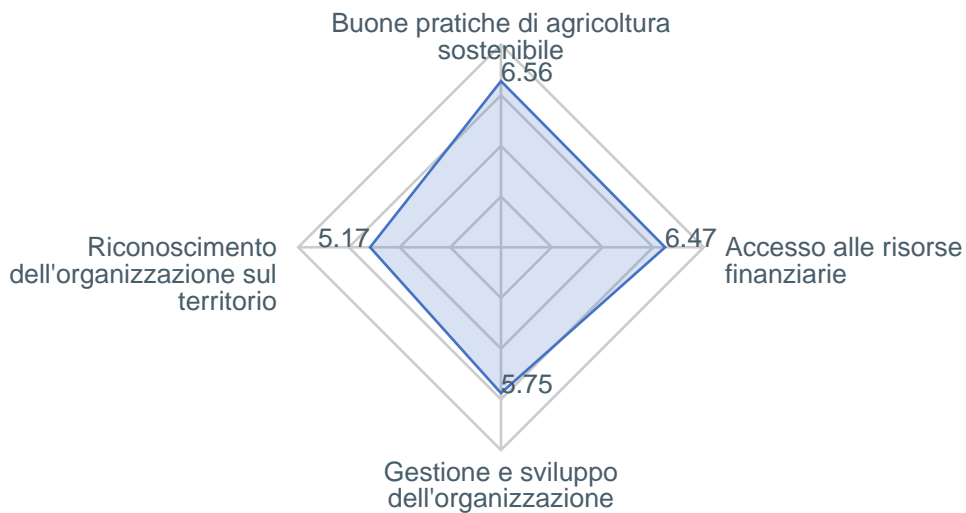 Buone pratiche di agricoltura
sostenibile
6.56
5.17
6.47
Riconoscimento
dell'organizzazione sul
territorio
Accesso alle risorse
finanziarie
5.75
Gestione e sviluppo
dell'organizzazione